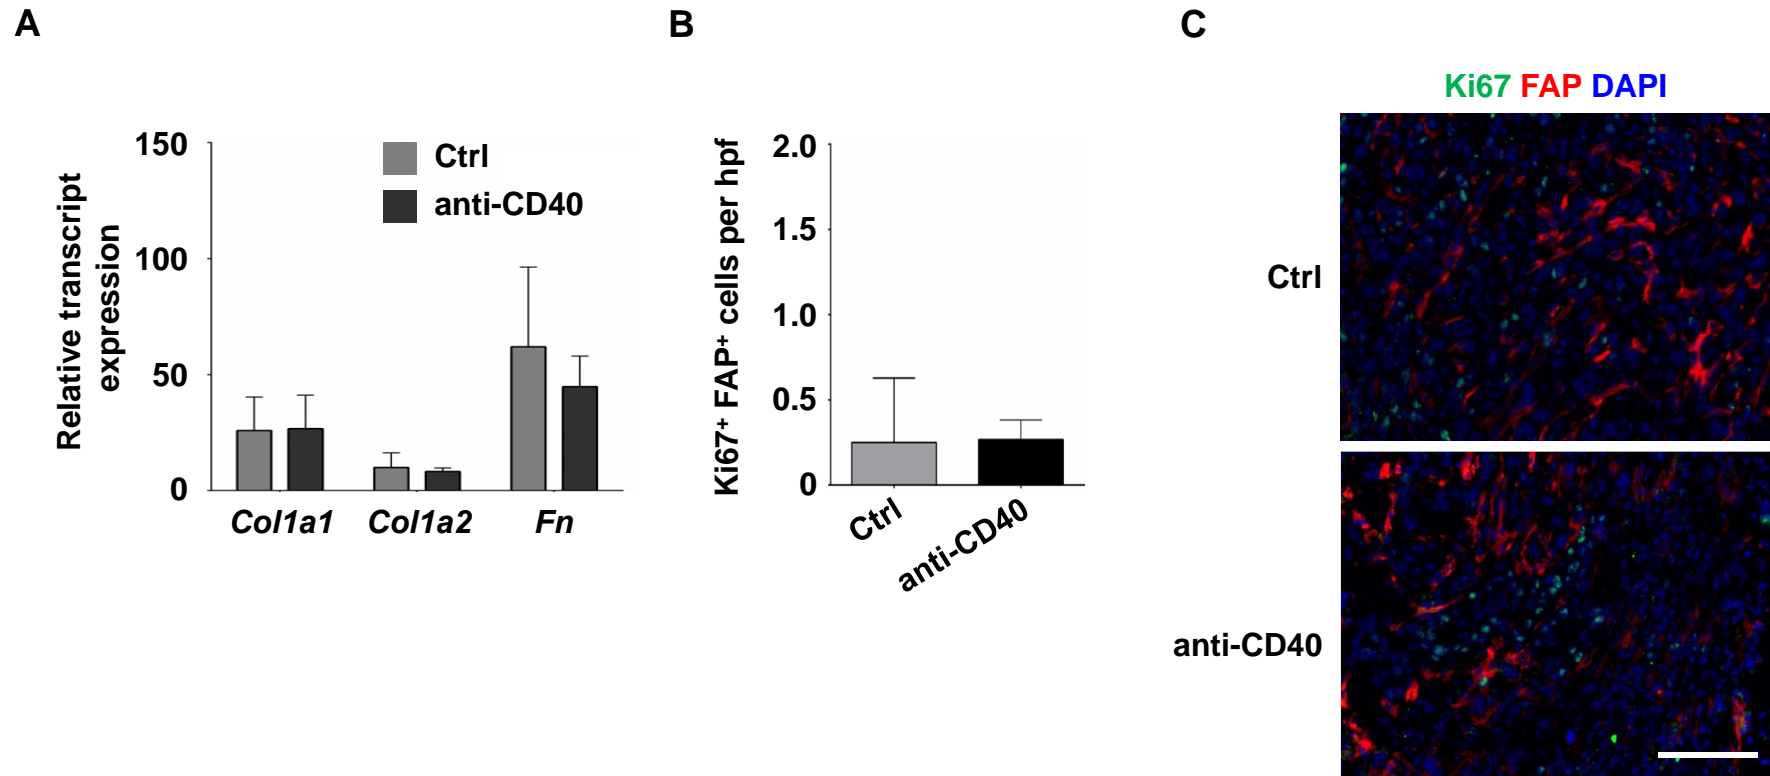 A
Relative transcript
expression
150
100
50
0
Ctrl
anti-CD40
Col1a1
Col1a2
Fn
B
Ki67+ FAP+ cells per hpf
2.0
1.5
1.0
0.5
0
Ctrl
anti-CD40
C
Ki67 FAP DAPI
Ctrl
anti-CD40